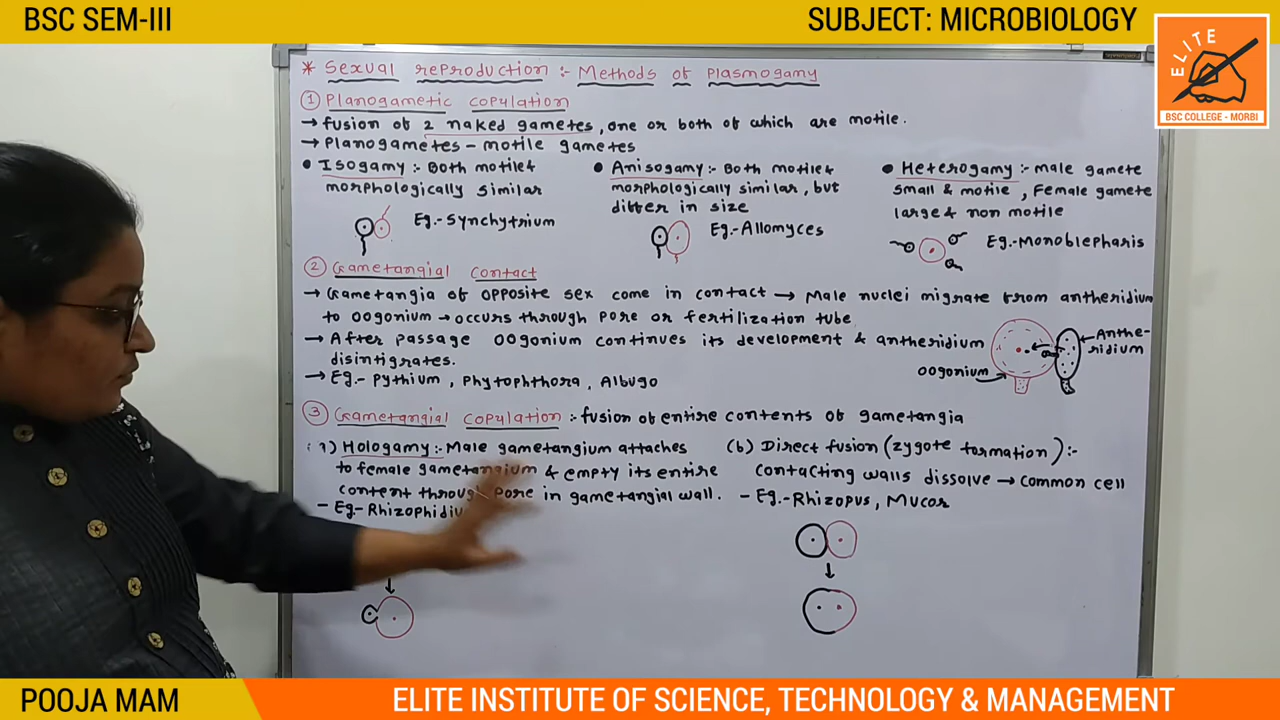 BSC SEM-III
SUBJECT: MICROBIOLOGY
ELITE
BSC COLLEGE - MORBI
* Sexual reproduction :- Methods of Plasmogamy
① Planogametic copulation
→ fusion of 2 naked gametes, one or both of which are motile.
→ Planogametes - motile gametes
• Isogamy :- Both motile &
morphologically similar
Eg.- Synchytrium
• Anisogamy :- Both motile &
morphologically similar, but
differ in size
Eg.- Allomyces
• Heterogamy :- male gamete
small & motile, Female gamete
large & non motile
Eg.- Monoblepharis
② Gametangial contact
→ Gametangia of opposite sex come in contact → Male nuclei migrate from antheridium
to oogonium → occurs through pore or fertilization tube
→ After passage oogonium continues its development & antheridium
disintigrates.
→ Eg.- Pythium, Phytophthora, Albugo
oogonium
Anthe-
ridium
③ Gametangial copulation :- fusion of entire contents of gametangia
1) Hologamy :- Male gametangium attaches
to female gametangium & empty its entire
content through pore in gametangial wall.
- Eg.- Rhizophidiu
(b) Direct fusion (zygote formation) :-
contacting walls dissolve → common cell
- Eg.- Rhizopus, Mucor
POOJA MAM
ELITE INSTITUTE OF SCIENCE, TECHNOLOGY & MANAGEMENT